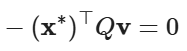 − (x*)⊤Qv = 0